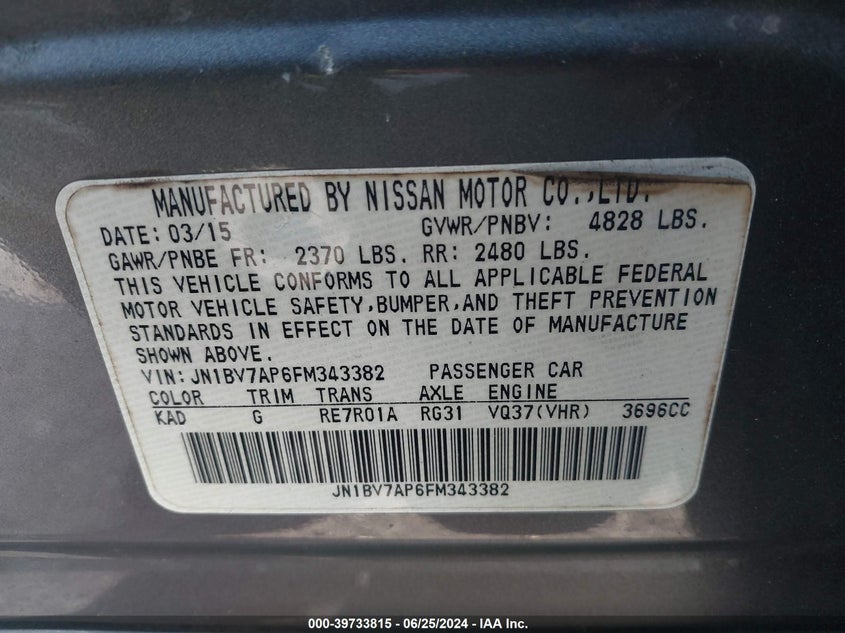 MANUFACTURED BY NISSAN MOTOR CO.,LTD.
DATE: 03/15 GVWR/PNBV: 4828 LBS.
GAWR/PNBE FR: 2370 LBS. RR: 2480 LBS.
THIS VEHICLE CONFORMS TO ALL APPLICABLE FEDERAL
MOTOR VEHICLE SAFETY,BUMPER,AND THEFT PREVENTION
STANDARDS IN EFFECT ON THE DATE OF MANUFACTURE
SHOWN ABOVE.
VIN: JN1BV7AP6FM343382 PASSENGER CAR
COLOR TRIM TRANS AXLE ENGINE
KAD G RE7R01A RG31 VQ37(VHR) 3696CC
JN1BV7AP6FM343382
000-39733815 - 06/25/2024 - IAA Inc.